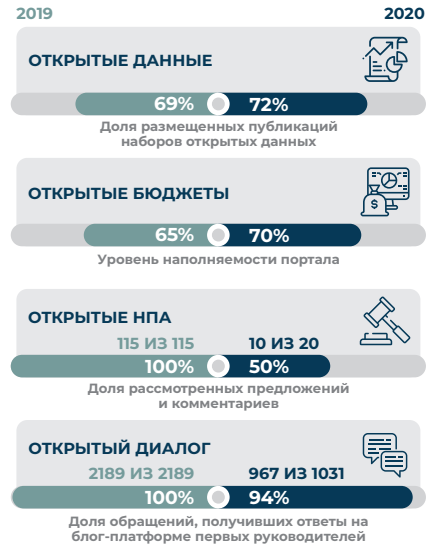 2019 2020
ОТКРЫТЫЕ ДАННЫЕ
69% 72%
Доля размещенных публикаций
наборов открытых данных
ОТКРЫТЫЕ БЮДЖЕТЫ
$
65% 70%
Уровень наполняемости портала
ОТКРЫТЫЕ НПА
115 ИЗ 115 10 ИЗ 20
100% 50%
Доля рассмотренных предложений
и комментариев
ОТКРЫТЫЙ ДИАЛОГ
2189 ИЗ 2189 967 ИЗ 1031
100% 94%
Доля обращений, получивших ответы на
блог-платформе первых руководителей